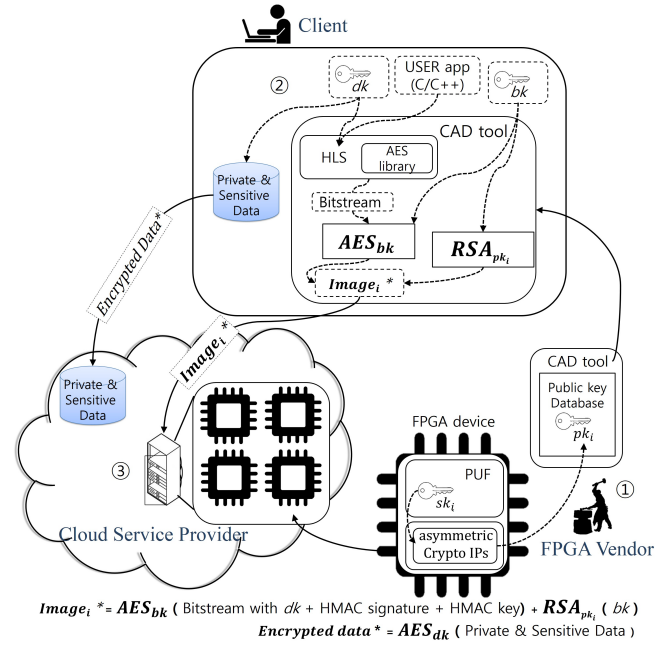 Client
②
dk
USER app
(C/C++)
bk
CAD tool
HLS
AES
library
Private &
Sensitive
Data
Bitstream
AES_bk
RSA_pk_i
Image_i *
Encrypted Data*
Image_i *
Private &
Sensitive
Data
③
Cloud Service Provider
FPGA device
PUF
sk_i
asymmetric
Crypto IPs
CAD tool
Public key
Database
pk_i
①
FPGA Vendor
Image_i * = AES_bk ( Bitstream with dk + HMAC signature + HMAC key) + RSA_pk_i ( bk )
Encrypted data * = AES_dk ( Private & Sensitive Data )